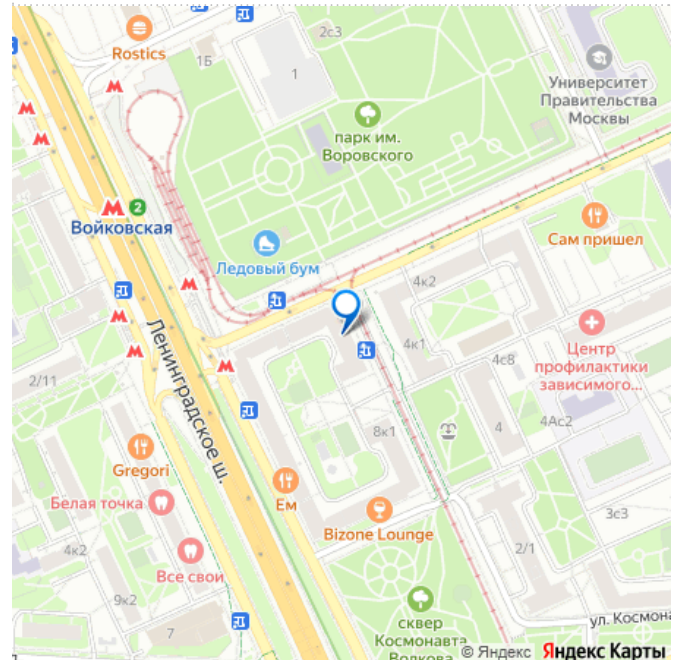 Rostics
1Б
1
2с3
Университет
Правительства
Москвы
парк им.
Воровского
2
Войковская
Ледовый бум
Сам пришел
4к2
4к1
4с8
Центр
профилактики
зависимого...
Ленинградское ш.
2/11
4Ас2
4
8к1
Gregori
Ем
Белая точка
Bizone Lounge
3с3
4к2
Все свои
2/1
9к2
7
сквер
Космонавта
Волкова
ул. Космона
© Яндекс Яндекс Карты